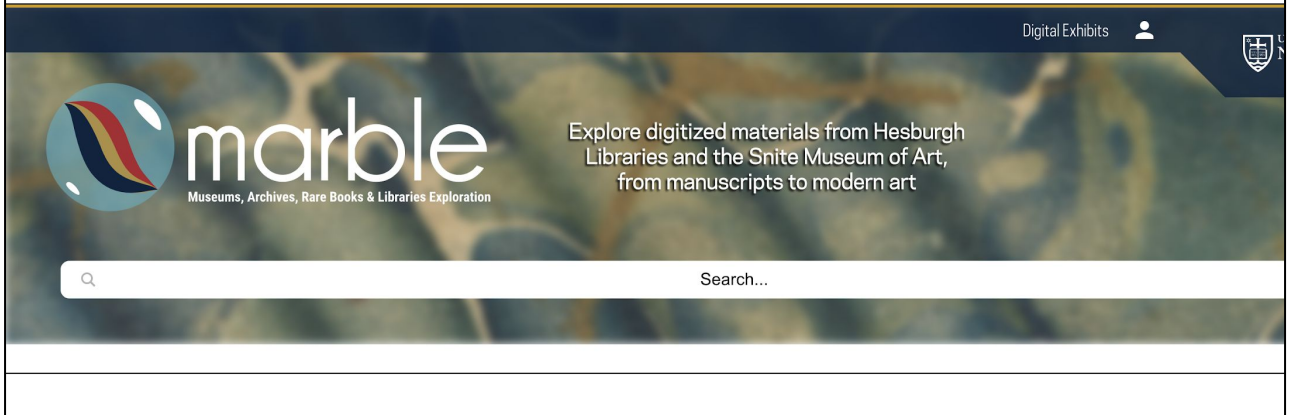 Digital Exhibits
marble
Museums, Archives, Rare Books & Libraries Exploration
Explore digitized materials from Hesburgh
Libraries and the Snite Museum of Art,
from manuscripts to modern art
Search...